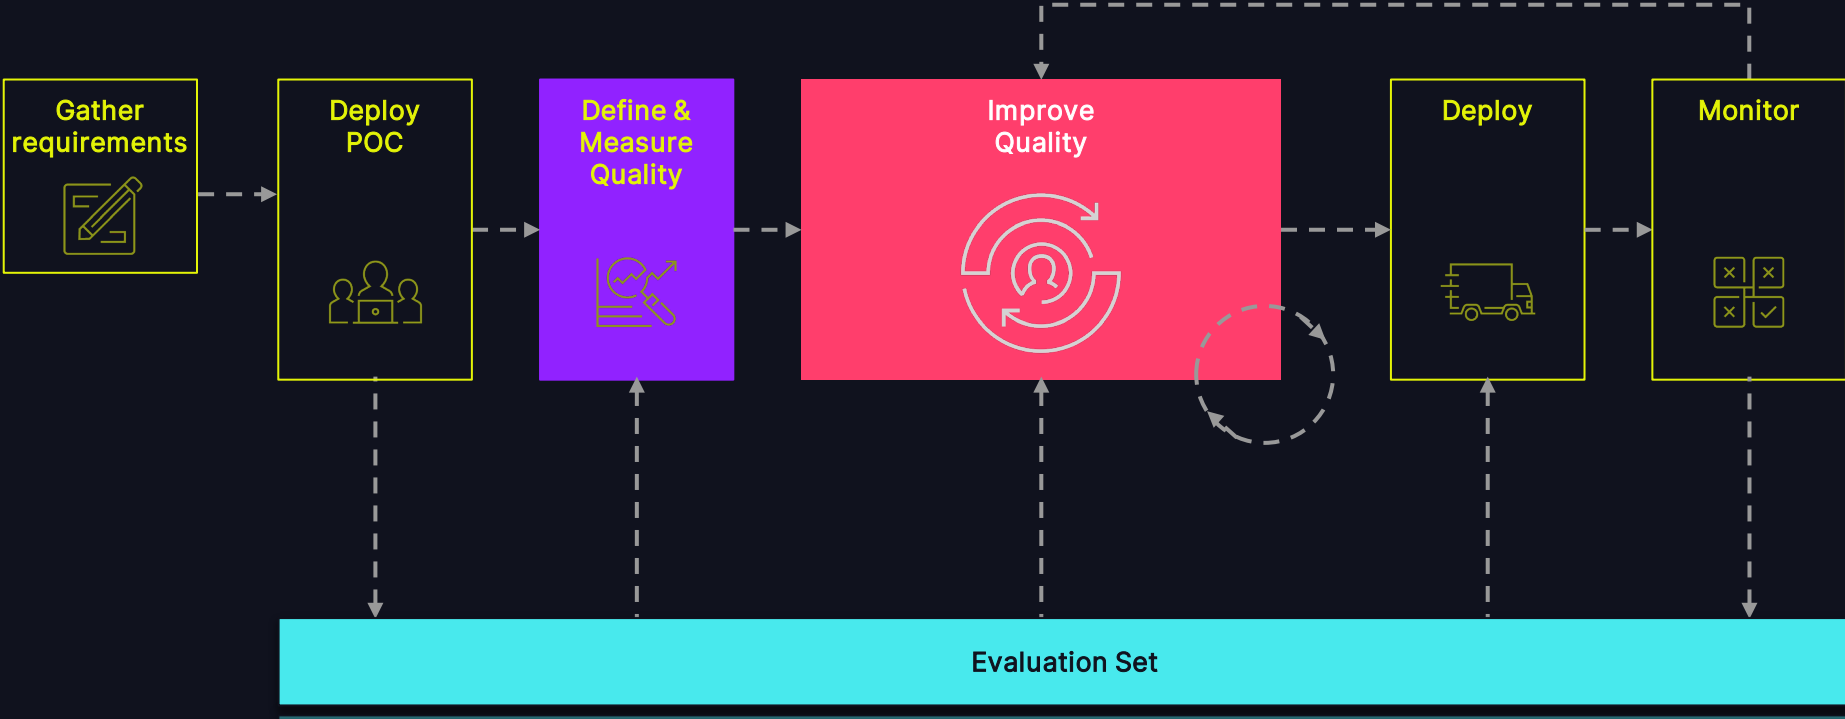 Gather
requirements
Deploy
POC
Define &
Measure
Quality
Improve
Quality
Deploy
Monitor
Evaluation Set